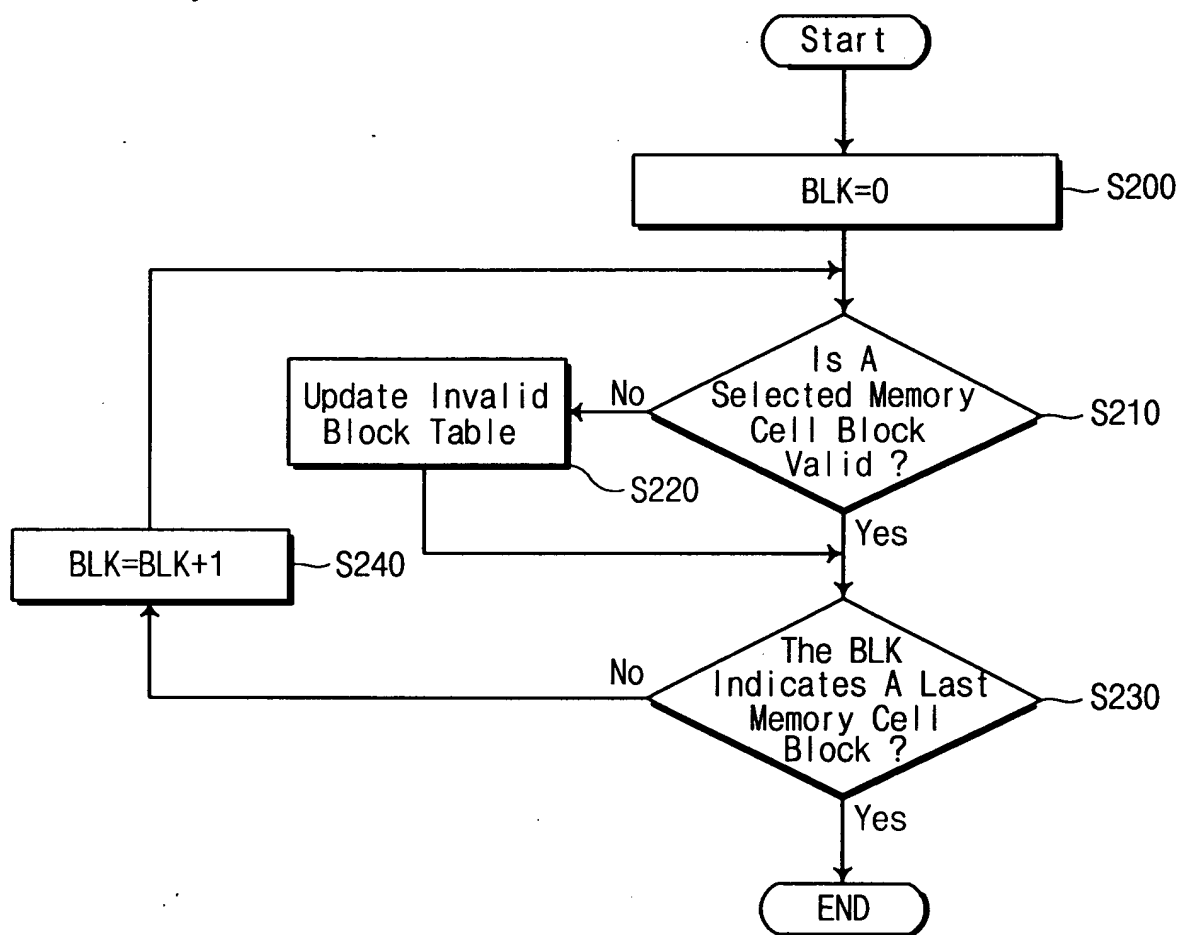 Start
BLK=0
S200
Is A
Selected Memory
Cell Block
Valid ?
S210
No
Update Invalid
Block Table
S220
Yes
BLK=BLK+1
S240
The BLK
Indicates A Last
Memory Cell
Block ?
S230
No
Yes
END